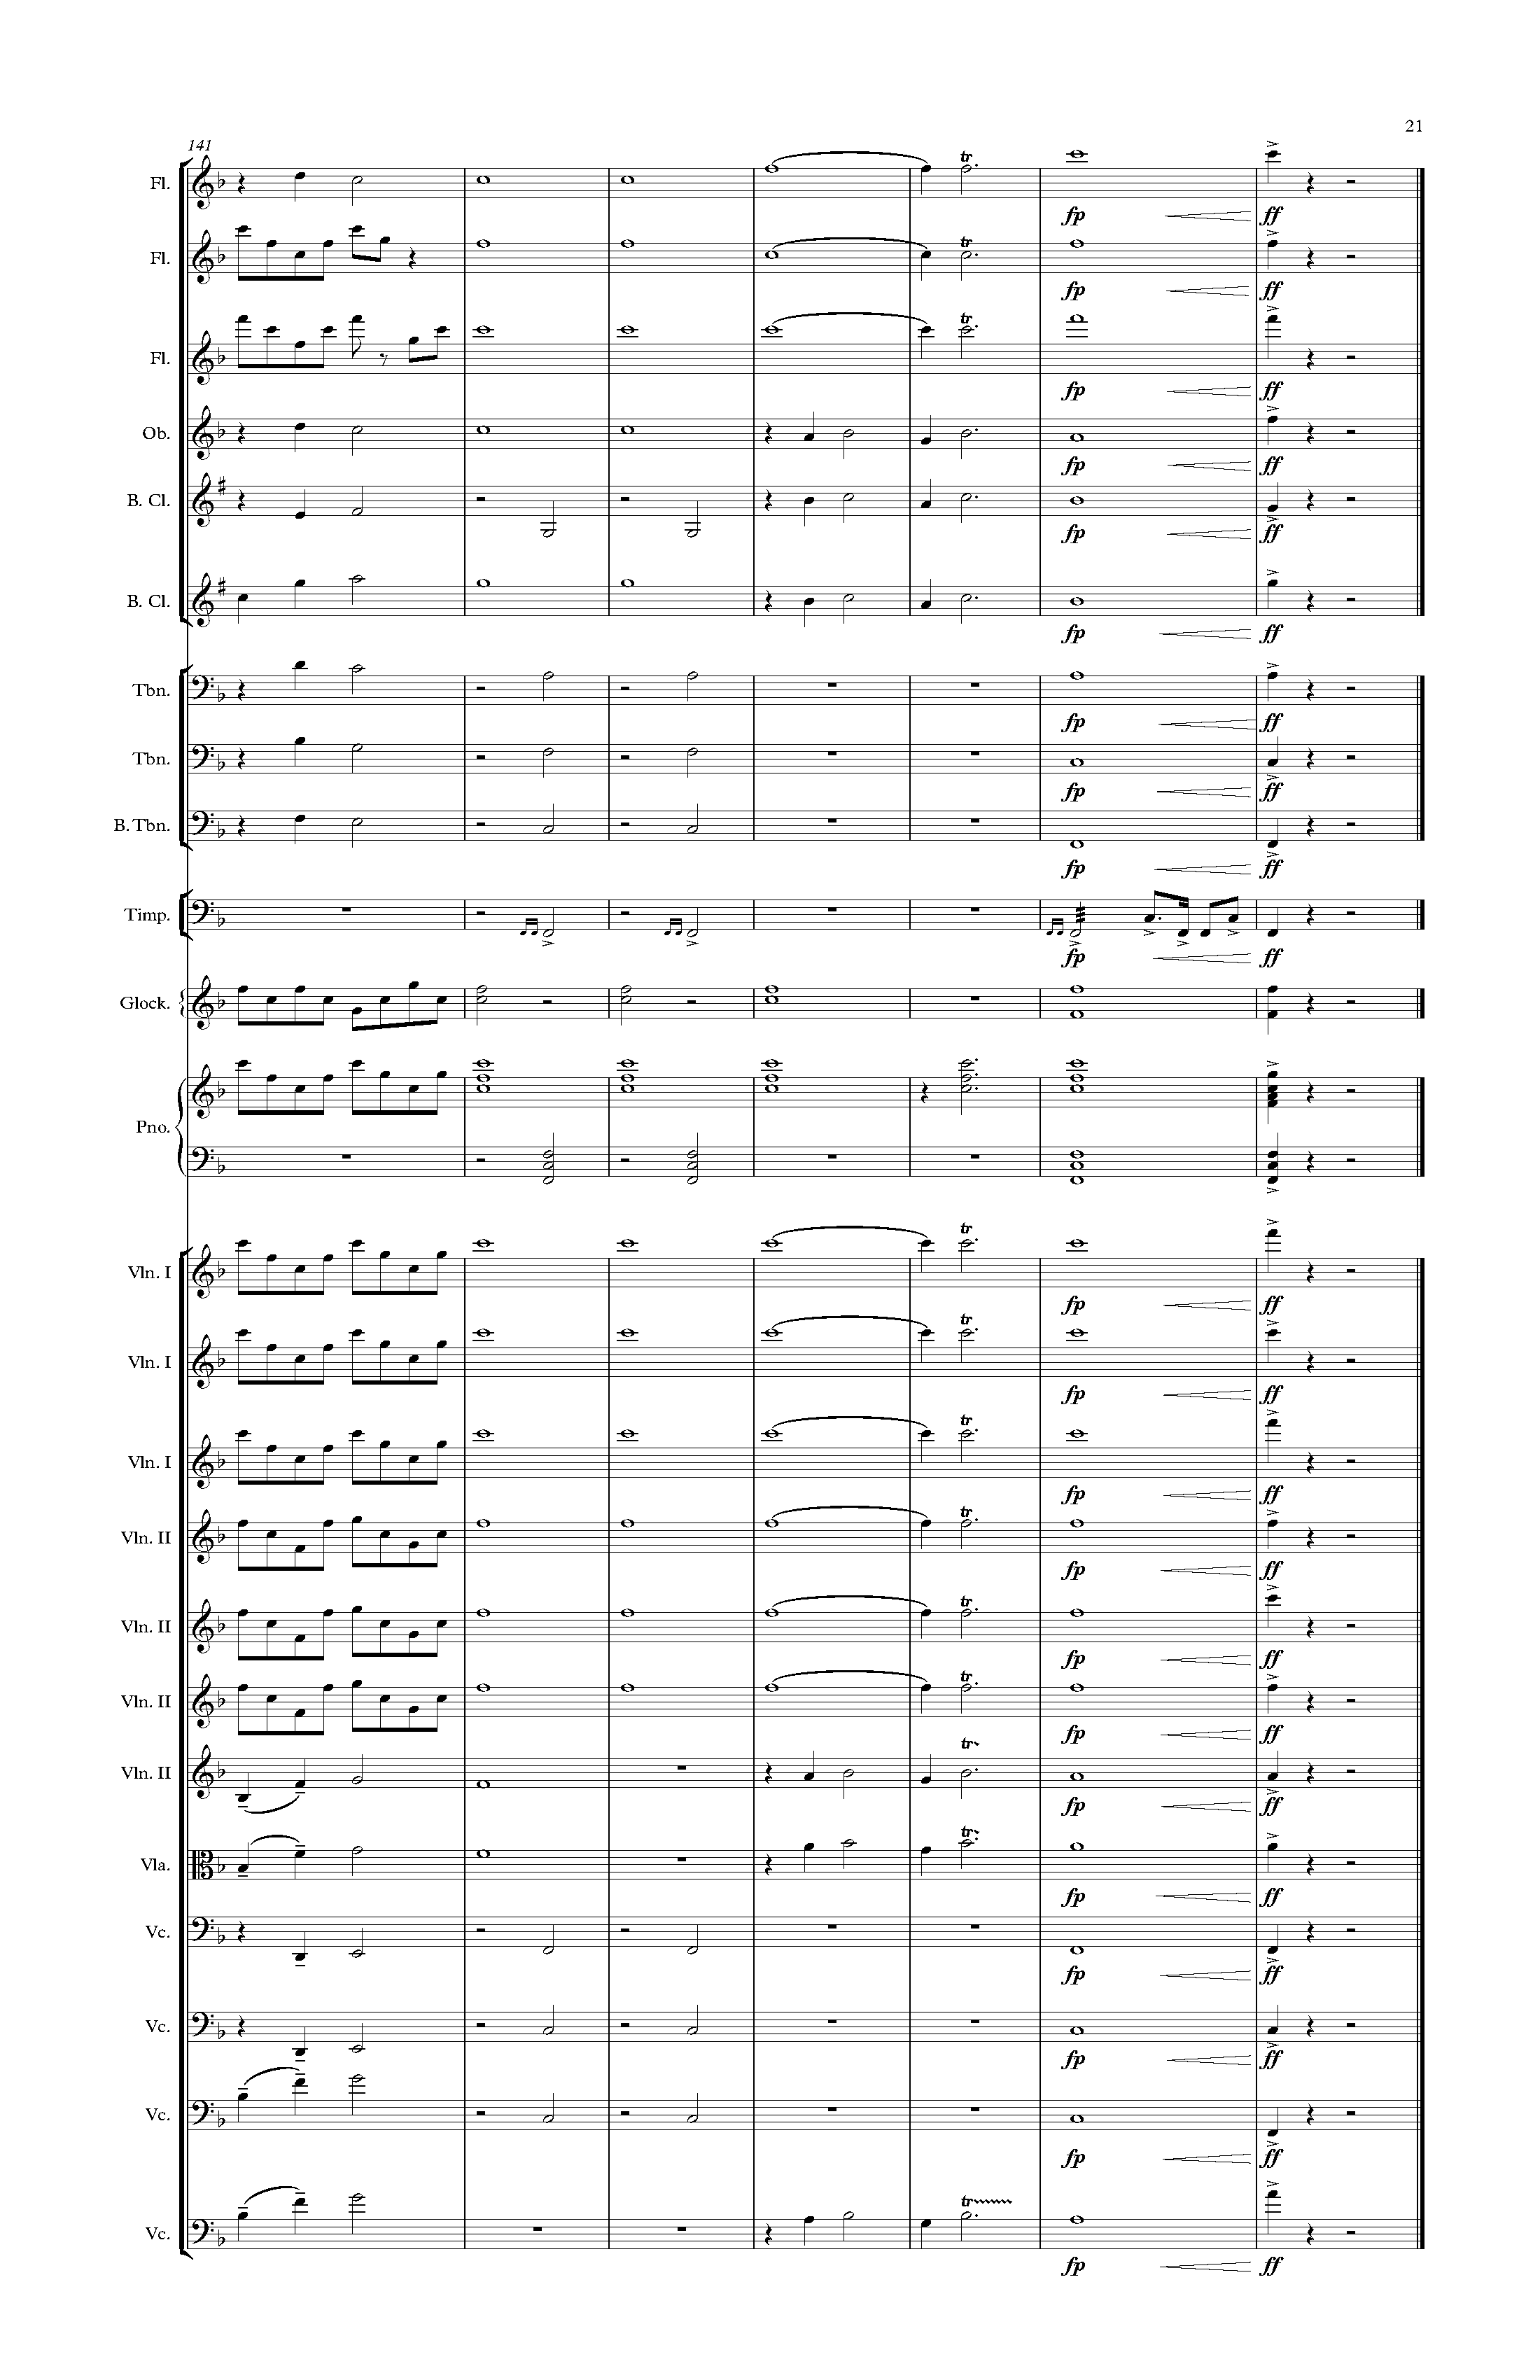 21
141
Fl.
Fl.
Fl.
Ob.
B. Cl.
B. Cl.
Tbn.
Tbn.
B. Tbn.
Timp.
Glock.
Pno.
Vln. I
Vln. I
Vln. I
Vln. II
Vln. II
Vln. II
Vln. II
Vla.
Vc.
Vc.
Vc.
Vc.
tr
tr
tr
fp ff
fp ff
fp ff
fp ff
fp ff
fp ff
fp ff
fp ff
fp ff
fp ff
tr
fp ff
tr
fp ff
tr
fp ff
tr
fp ff
tr
fp ff
tr
fp ff
tr
fp ff
tr
fp ff
fp ff
fp ff
fp ff
tr
fp ff